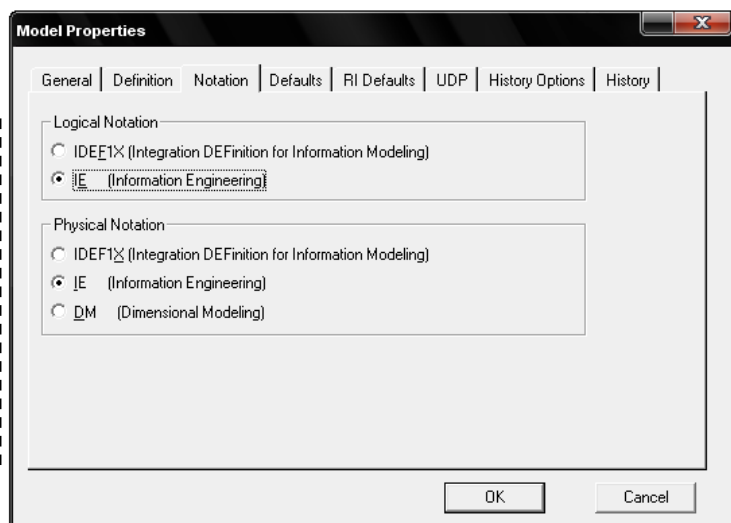 Model Properties
General Definition Notation Defaults RI Defaults UDP History Options History
Logical Notation
IDEF1X (Integration DEFinition for Information Modeling)
IE (Information Engineering)
Physical Notation
IDEF1X (Integration DEFinition for Information Modeling)
IE (Information Engineering)
DM (Dimensional Modeling)
OK Cancel